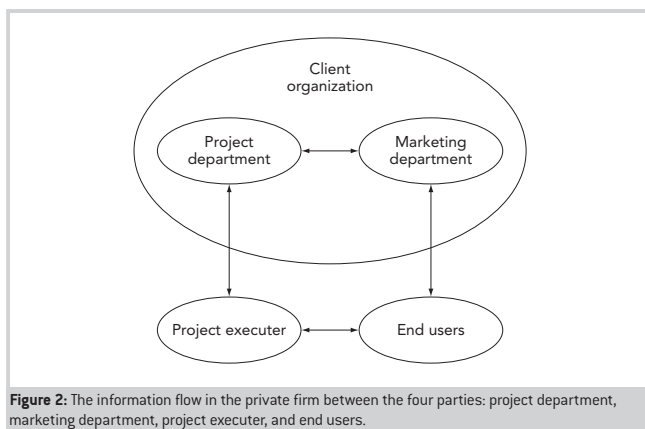 Client
organization
Project
department
Marketing
department
Project executer
End users
Figure 2: The information flow in the private firm between the four parties: project department,
marketing department, project executer, and end users.